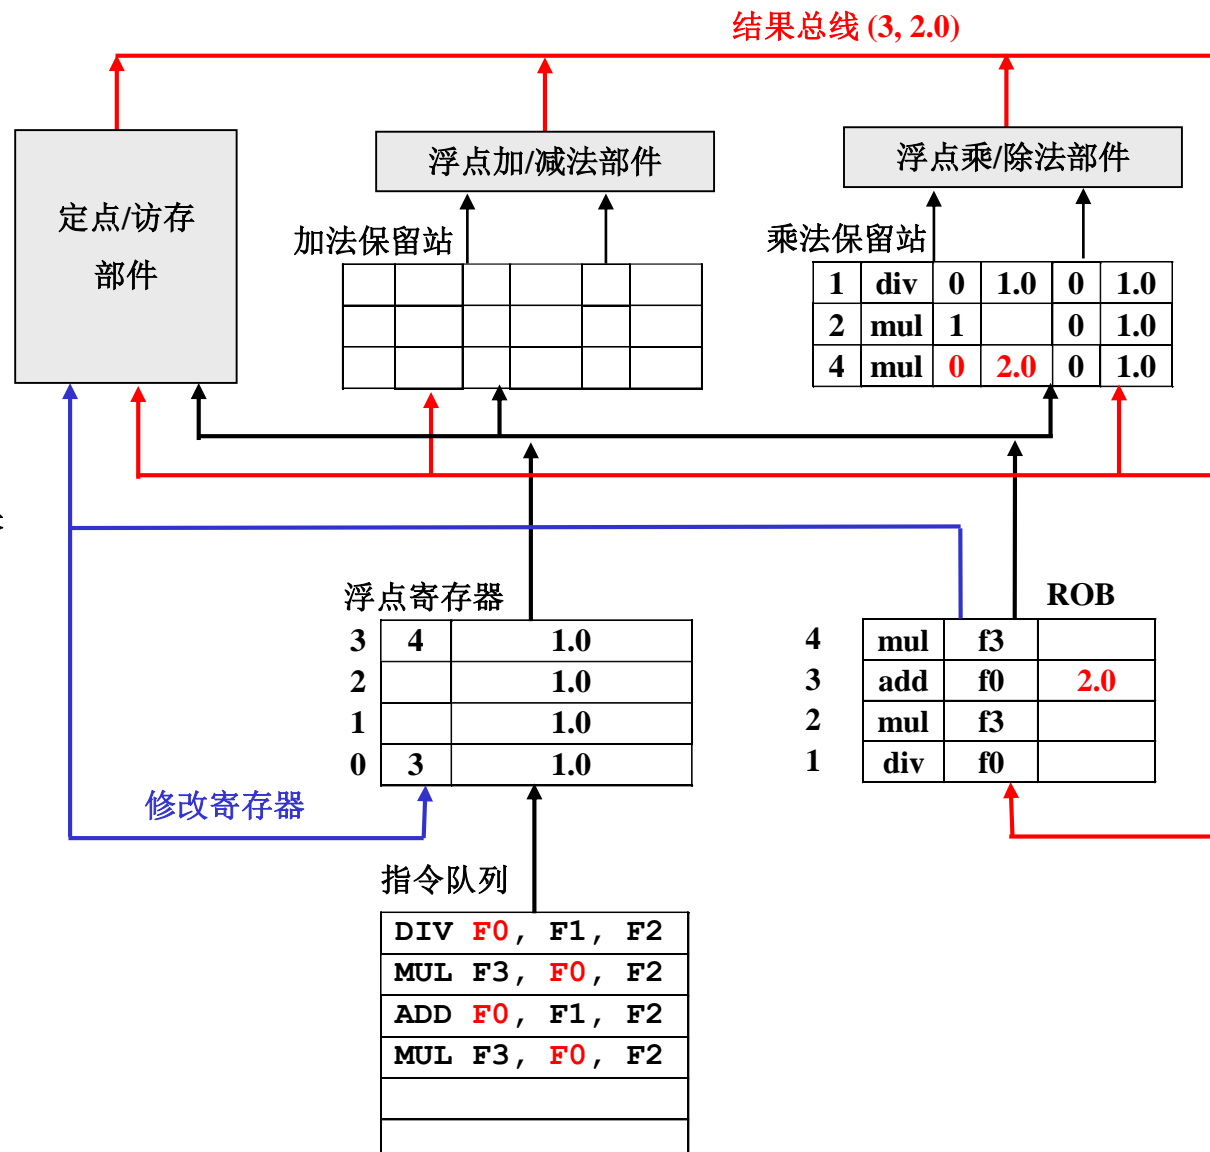 结果总线 (3, 2.0)
定点/访存
部件
浮点加/减法部件
浮点乘/除法部件
加法保留站
乘法保留站
1 div 0 1.0 0 1.0
2 mul 1 0 1.0
4 mul 0 2.0 0 1.0
浮点寄存器
3 4 1.0
2 1.0
1 1.0
0 3 1.0
ROB
4 mul f3
3 add f0 2.0
2 mul f3
1 div f0
修改寄存器
指令队列
DIV F0, F1, F2
MUL F3, F0, F2
ADD F0, F1, F2
MUL F3, F0, F2